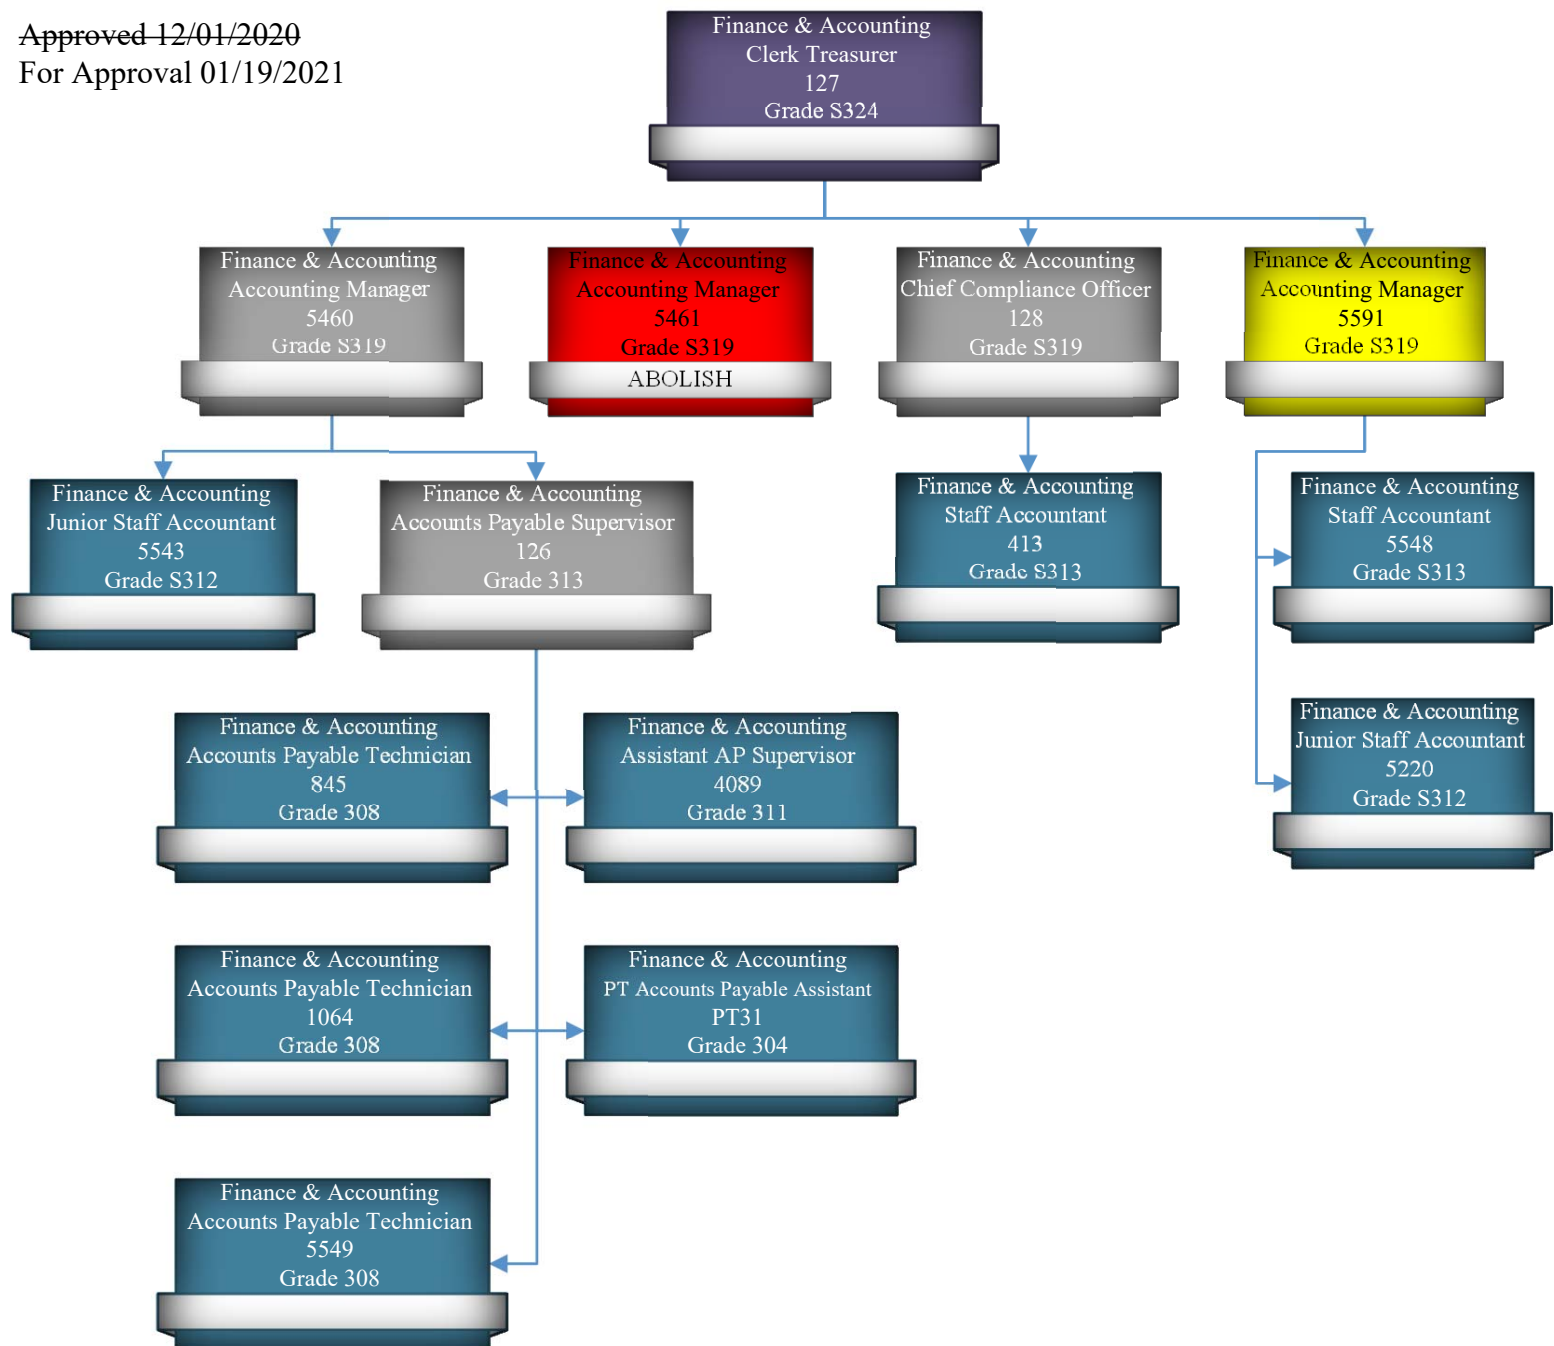 Approved 12/01/2020
For Approval 01/19/2021
Finance & Accounting
Clerk Treasurer
127
Grade S324
Finance & Accounting
Accounting Manager
5460
Grade S319
Finance & Accounting
Accounting Manager
5461
Grade S319
ABOLISH
Finance & Accounting
Chief Compliance Officer
128
Grade S319
Finance & Accounting
Accounting Manager
5591
Grade S319
Finance & Accounting
Junior Staff Accountant
5543
Grade S312
Finance & Accounting
Accounts Payable Supervisor
126
Grade 313
Finance & Accounting
Staff Accountant
413
Grade S313
Finance & Accounting
Staff Accountant
5548
Grade S313
Finance & Accounting
Junior Staff Accountant
5220
Grade S312
Finance & Accounting
Accounts Payable Technician
845
Grade 308
Finance & Accounting
Assistant AP Supervisor
4089
Grade 311
Finance & Accounting
Accounts Payable Technician
1064
Grade 308
Finance & Accounting
PT Accounts Payable Assistant
PT31
Grade 304
Finance & Accounting
Accounts Payable Technician
5549
Grade 308